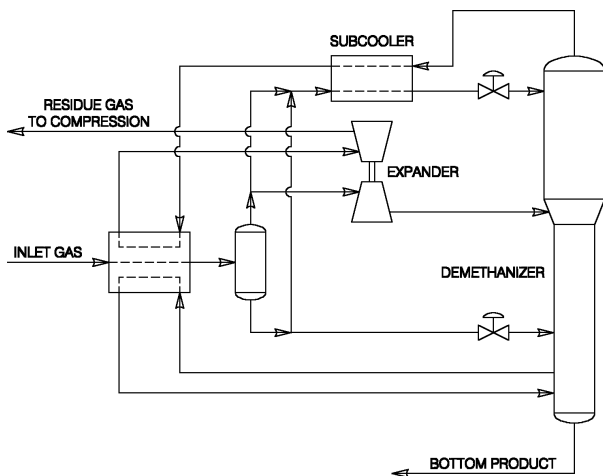 SUBCOOLER
RESIDUE GAS
TO COMPRESSION
EXPANDER
INLET GAS
DEMETHANIZER
BOTTOM PRODUCT